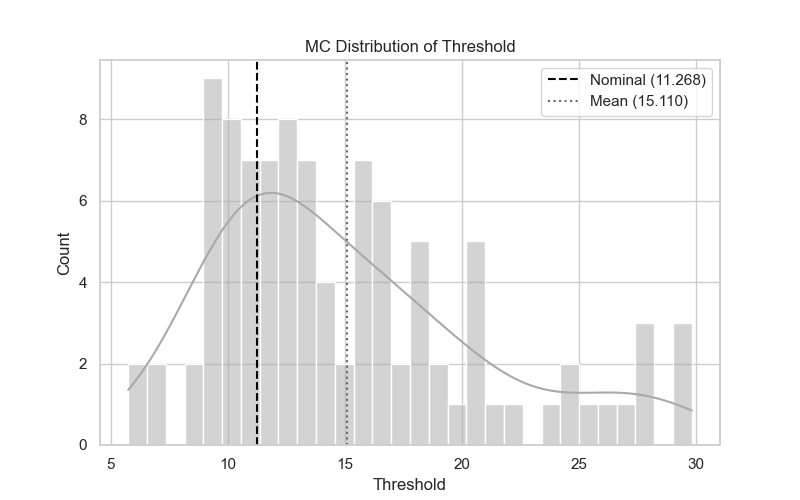 MC Distribution of Threshold
Nominal (11.268)
Mean (15.110)
8
6
4
2
0
Count
5 10 15 20 25 30
Threshold